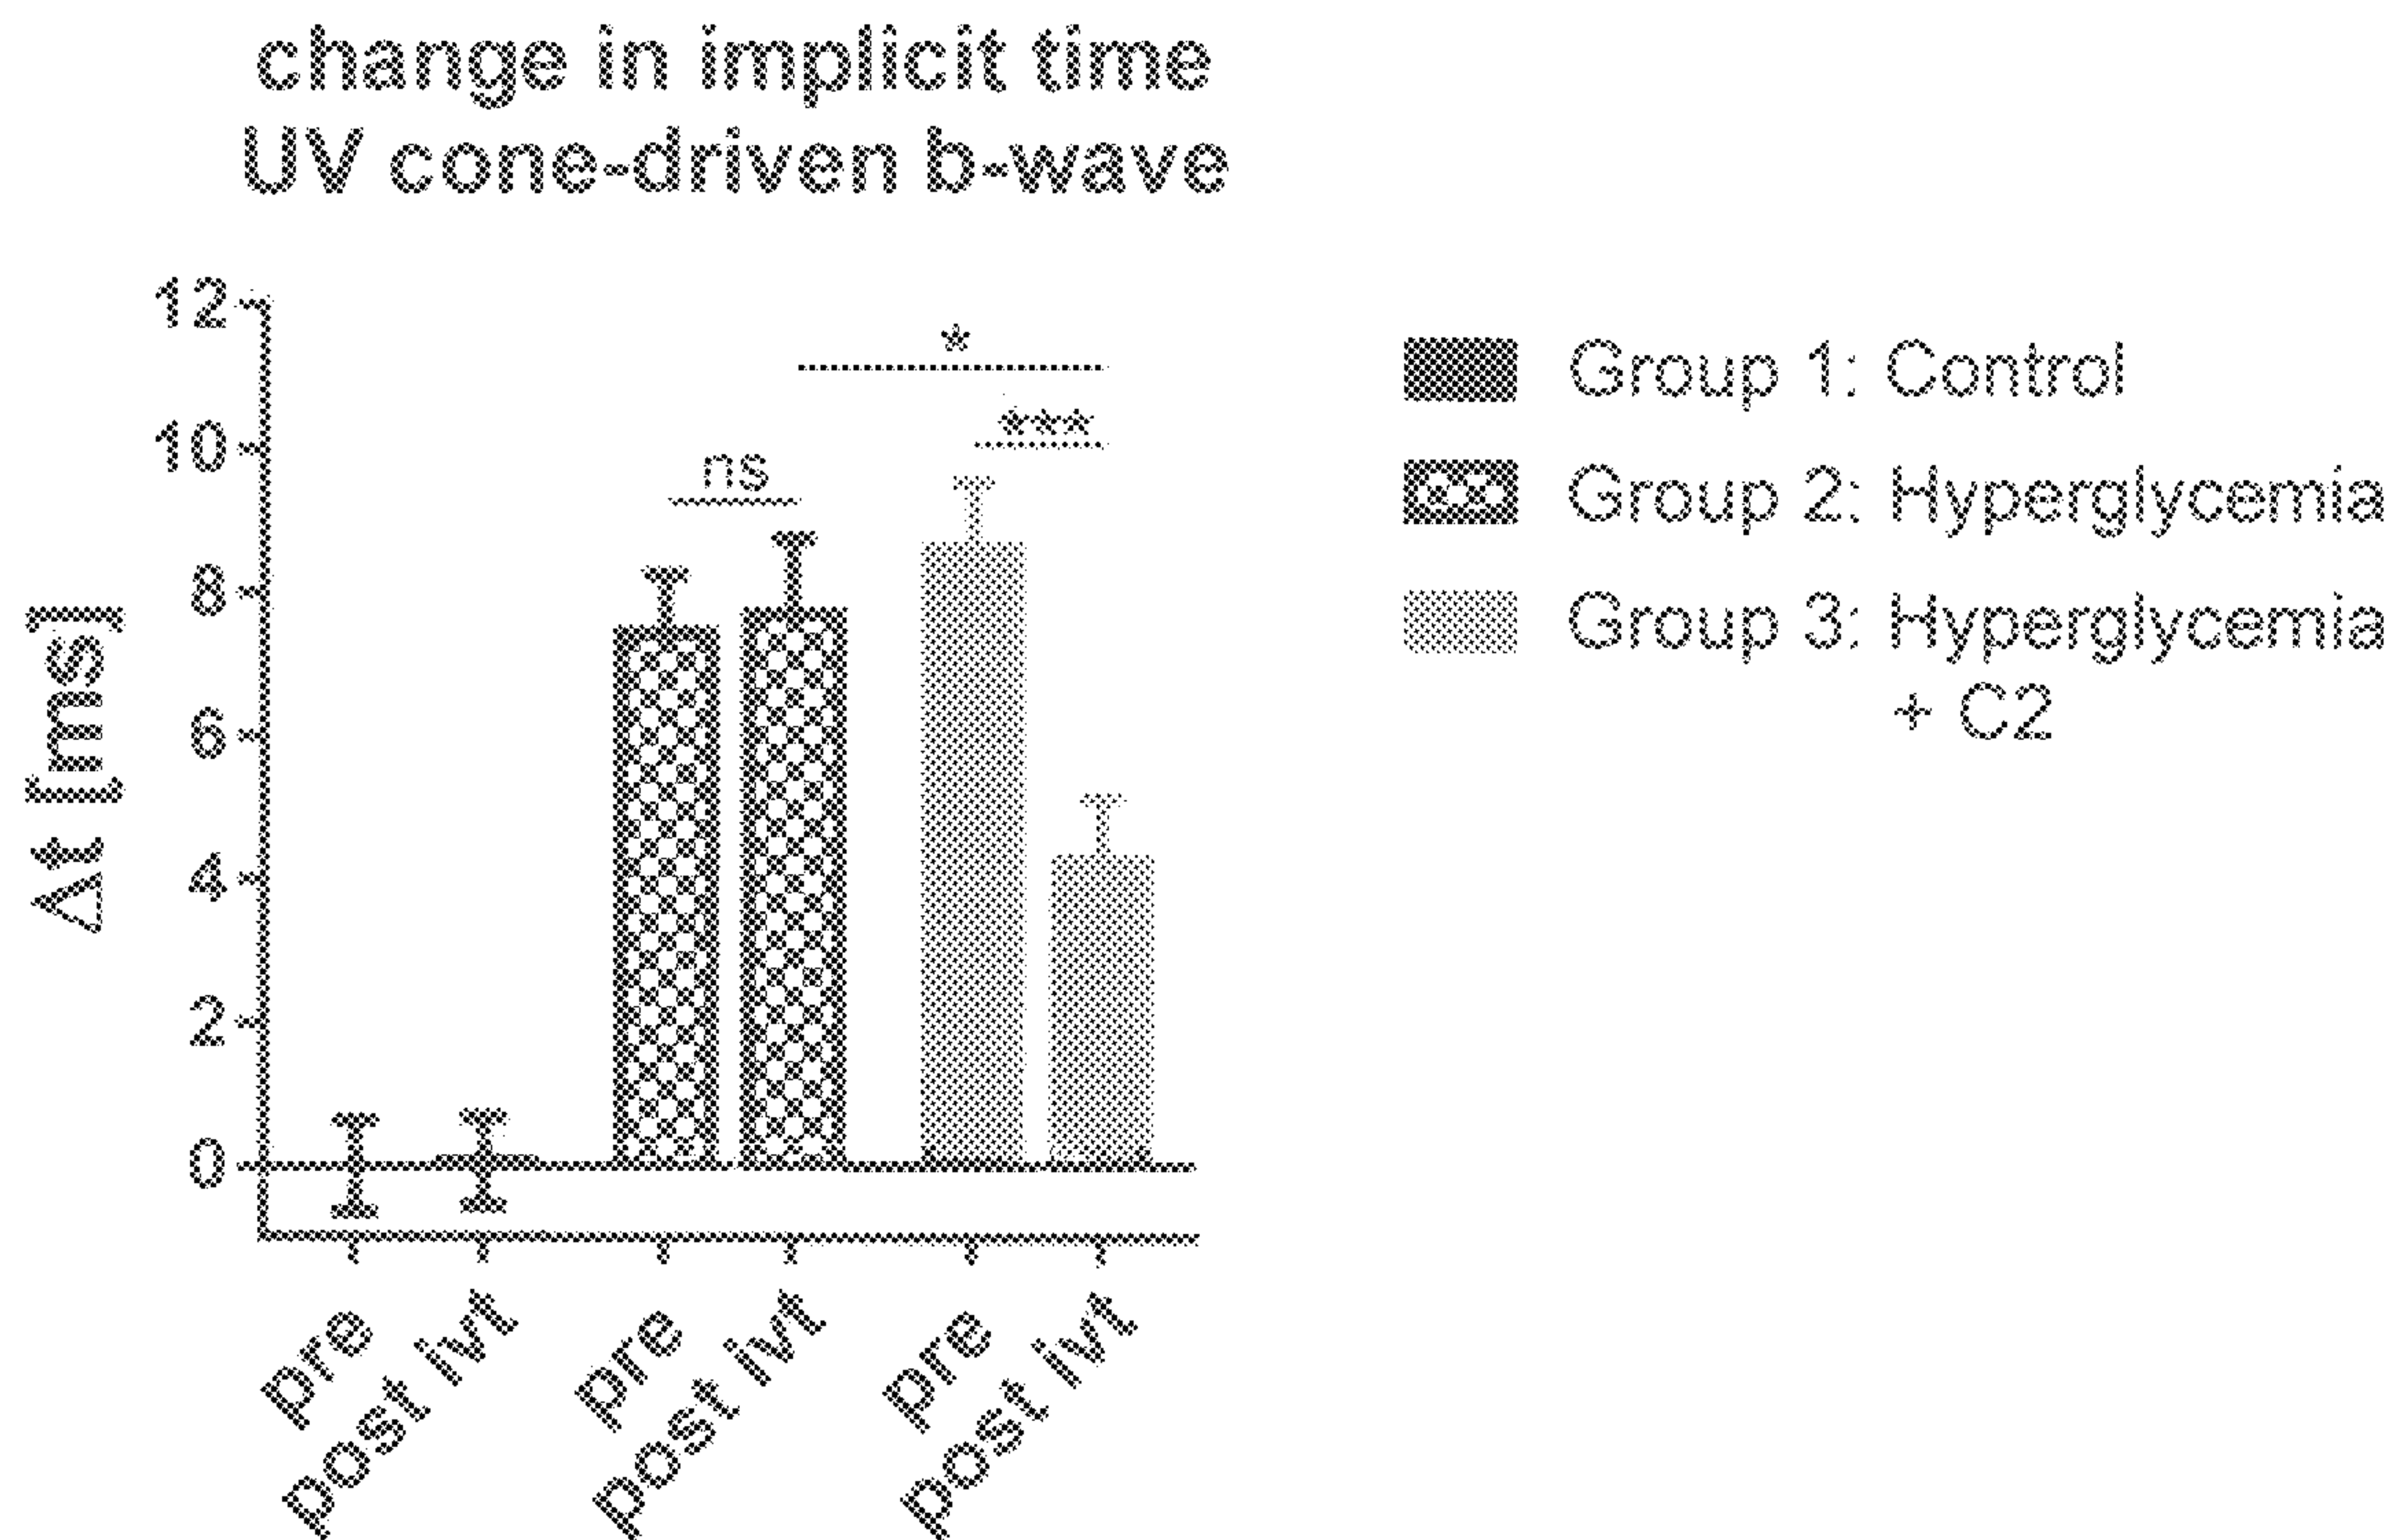 change in implicit time
UV cone-driven b-wave
12
10
8
6
4
2
0
Δt [ms]
*
***
ns
pre
post ivt
pre
post ivt
pre
post ivt
Group 1: Control
Group 2: Hyperglycemia
Group 3: Hyperglycemia
+ C2